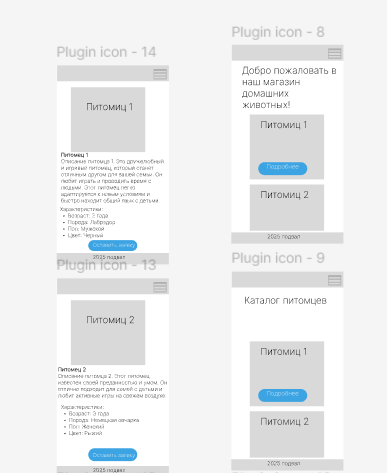 Plugin icon - 14
Питомиц 1
Питомиц 1
Описание питомца 1. Это дружелюбный
и игривый питомец, который станет
отличным другом для вашей семьи. Он
любит играть и проводить время с
людьми. Этот питомец легко
адаптируется к новым условиям и
быстро находит общий язык с детьми.
Характеристики:
• Возраст: 3 года
• Порода: Лабрадор
• Пол: Мужской
• Цвет: Черный
Оставить заявку
2025 подвал
Plugin icon - 13
Питомиц 2
Питомиц 2
Описание питомца 2. Этот питомец
известен своей преданностью и умом. Он
отлично подходит для семей с детьми и
любит активные игры на свежем воздухе.
Характеристики:
• Возраст: 3 года
• Порода: Немецкая овчарка
• Пол: Женский
• Цвет: Рыжий
Оставить заявку
2025 подвал
Plugin icon - 8
Добро пожаловать в
наш магазин
домашних
животных!
Питомиц 1
Подробнее
Питомиц 2
2025 подвал
Plugin icon - 9
Каталог питомцев
Питомиц 1
Подробнее
Питомиц 2
2025 подвал